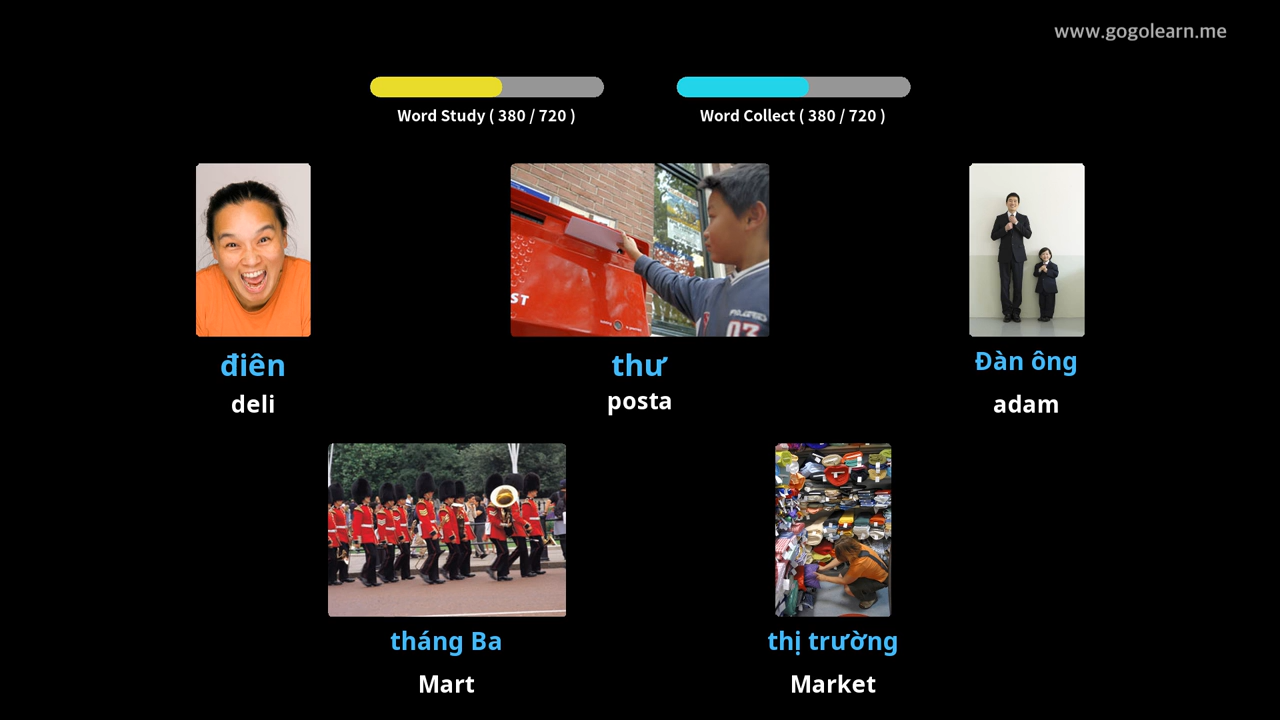 www.gogolearn.me
Word Study ( 380 / 720 )
Word Collect ( 380 / 720 )
ST
điên
thư
Đàn ông
deli
posta
adam
tháng Ba
thị trường
Mart
Market